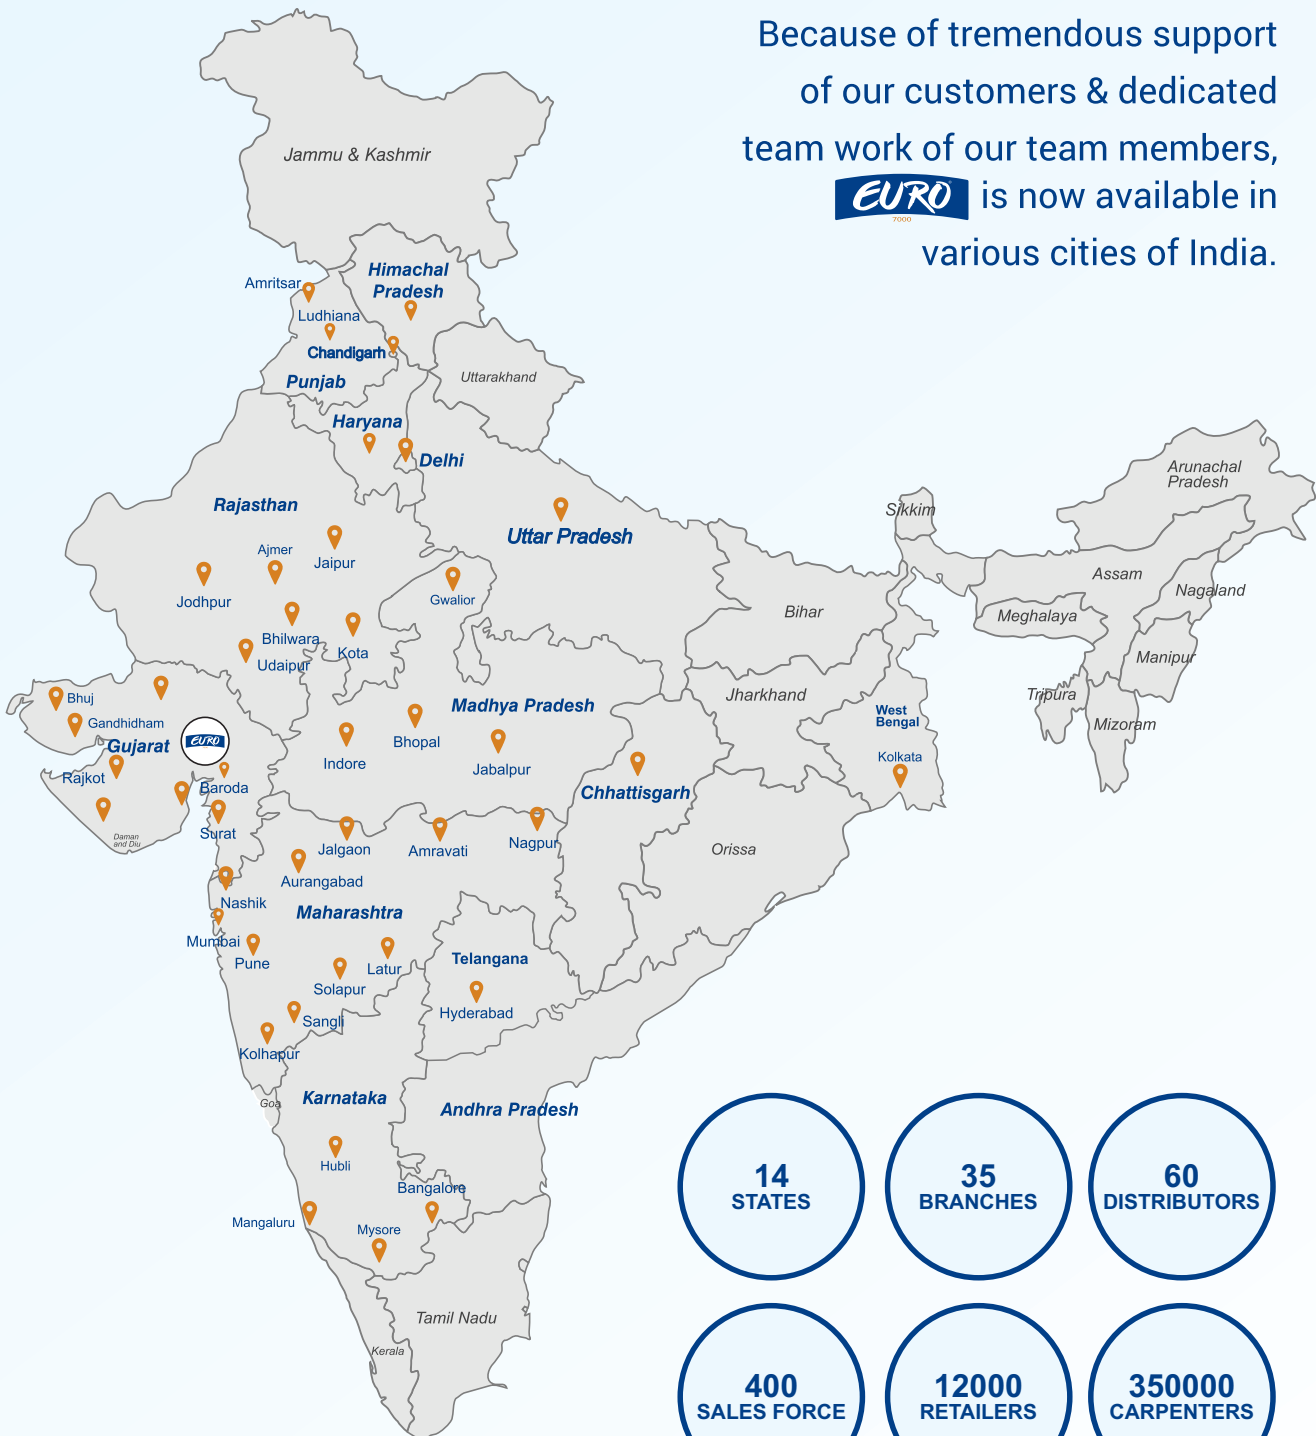 Because of tremendous support
of our customers & dedicated
team work of our team members,
EURO is now available in
7000
various cities of India.
Jammu & Kashmir
Himachal
Pradesh
Amritsar
Ludhiana
Chandigarh
Punjab
Uttarakhand
Haryana
Delhi
Rajasthan
Uttar Pradesh
Ajmer
Jaipur
Jodhpur
Gwalior
Bhilwara
Kota
Udaipur
Sikkim
Arunachal
Pradesh
Assam
Nagaland
Meghalaya
Manipur
Tripura
Mizoram
Bihar
Jharkhand
West
Bengal
Kolkata
Bhuj
Gandhidham
Gujarat
EURO
Rajkot
Baroda
Surat
Daman
and Diu
Madhya Pradesh
Bhopal
Indore
Jabalpur
Chhattisgarh
Orissa
Jalgaon
Amravati
Nagpur
Aurangabad
Nashik
Maharashtra
Mumbai
Pune
Latur
Solapur
Sangli
Kolhapur
Telangana
Hyderabad
Goa
Karnataka
Andhra Pradesh
Hubli
Bangalore
Mangaluru
Mysore
Tamil Nadu
Kerala
14
STATES
35
BRANCHES
60
DISTRIBUTORS
400
SALES FORCE
12000
RETAILERS
350000
CARPENTERS